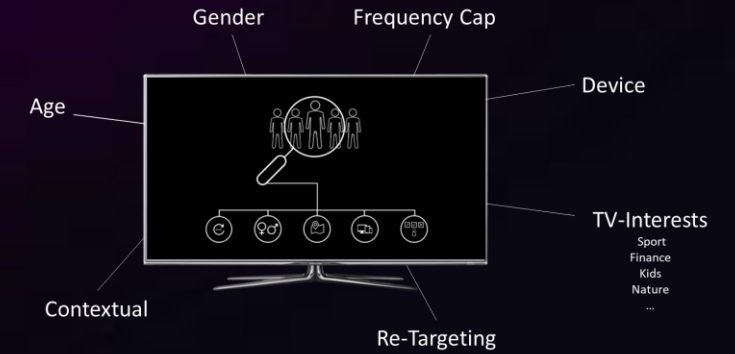 Gender
Frequency Cap
Device
Age
TV-Interests
Sport
Finance
Kids
Nature
...
Contextual
Re-Targeting